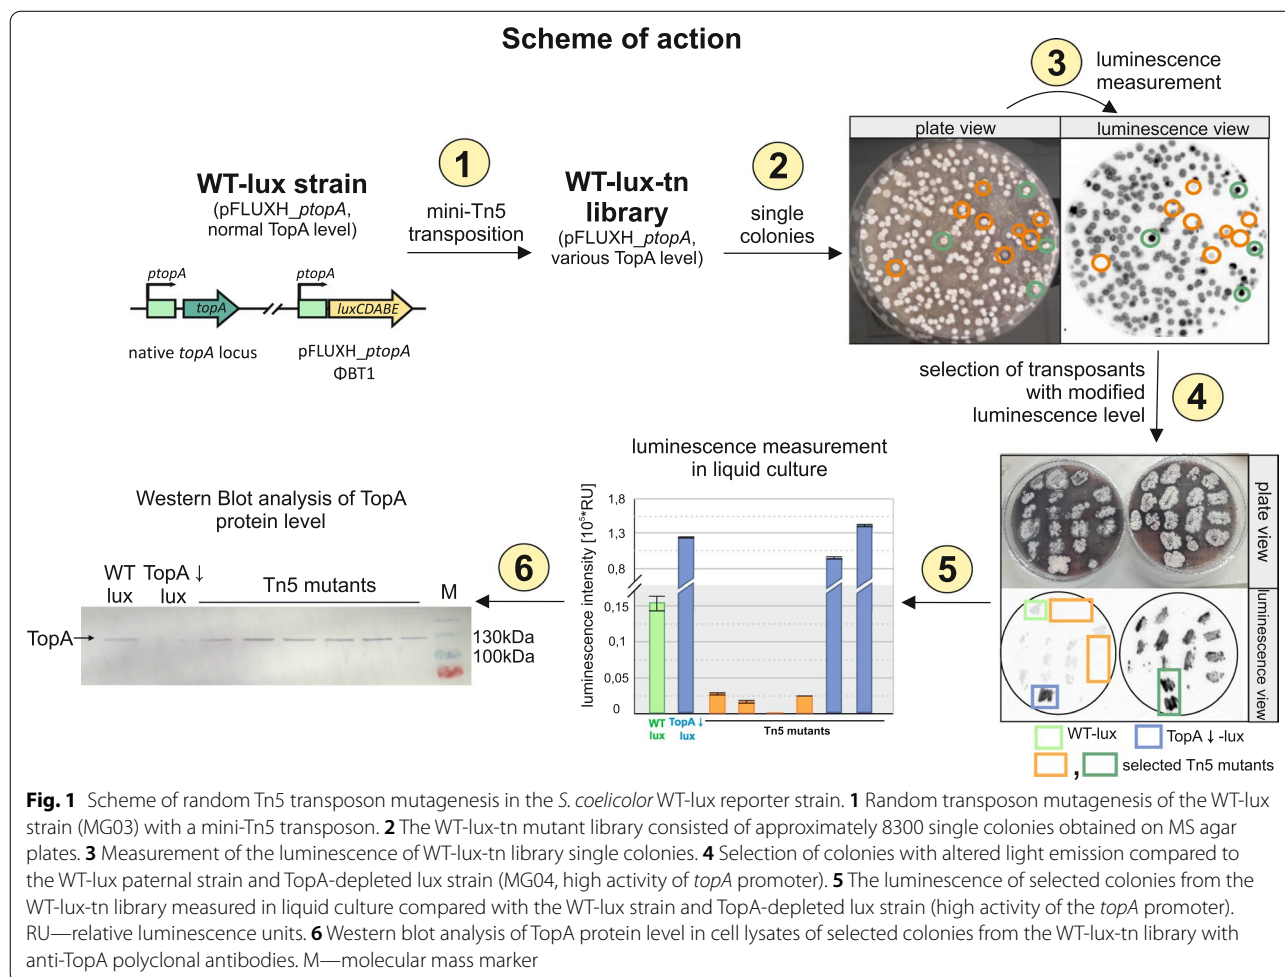 Scheme of action
3
luminescence
measurement
plate view
luminescence view
1
2
WT-lux strain
(pFLUXH_ptopA,
normal TopA level)
mini-Tn5
transposition
WT-lux-tn
library
(pFLUXH_ptopA,
various TopA level)
single
colonies
ptopA
ptopA
topA
luxCDABE
native topA locus
pFLUXH_ptopA
ΦBT1
selection of transposants
with modified
luminescence level
4
plate view
luminescence view
WT-lux
TopA ↓ -lux
, selected Tn5 mutants
5
luminescence measurement
in liquid culture
luminescence intensity [10⁵*RU]
1,8
1,3
0,8
0,15
0,1
0,05
0
WT
lux
TopA ↓
lux
Tn5 mutants
6
Western Blot analysis of TopA
protein level
WT
lux
TopA ↓
lux
Tn5 mutants
M
TopA
130kDa
100kDa
Fig. 1 Scheme of random Tn5 transposon mutagenesis in the S. coelicolor WT-lux reporter strain. 1 Random transposon mutagenesis of the WT-lux
strain (MG03) with a mini-Tn5 transposon. 2 The WT-lux-tn mutant library consisted of approximately 8300 single colonies obtained on MS agar
plates. 3 Measurement of the luminescence of WT-lux-tn library single colonies. 4 Selection of colonies with altered light emission compared to
the WT-lux paternal strain and TopA-depleted lux strain (MG04, high activity of topA promoter). 5 The luminescence of selected colonies from the
WT-lux-tn library measured in liquid culture compared with the WT-lux strain and TopA-depleted lux strain (high activity of the topA promoter).
RU—relative luminescence units. 6 Western blot analysis of TopA protein level in cell lysates of selected colonies from the WT-lux-tn library with
anti-TopA polyclonal antibodies. M—molecular mass marker